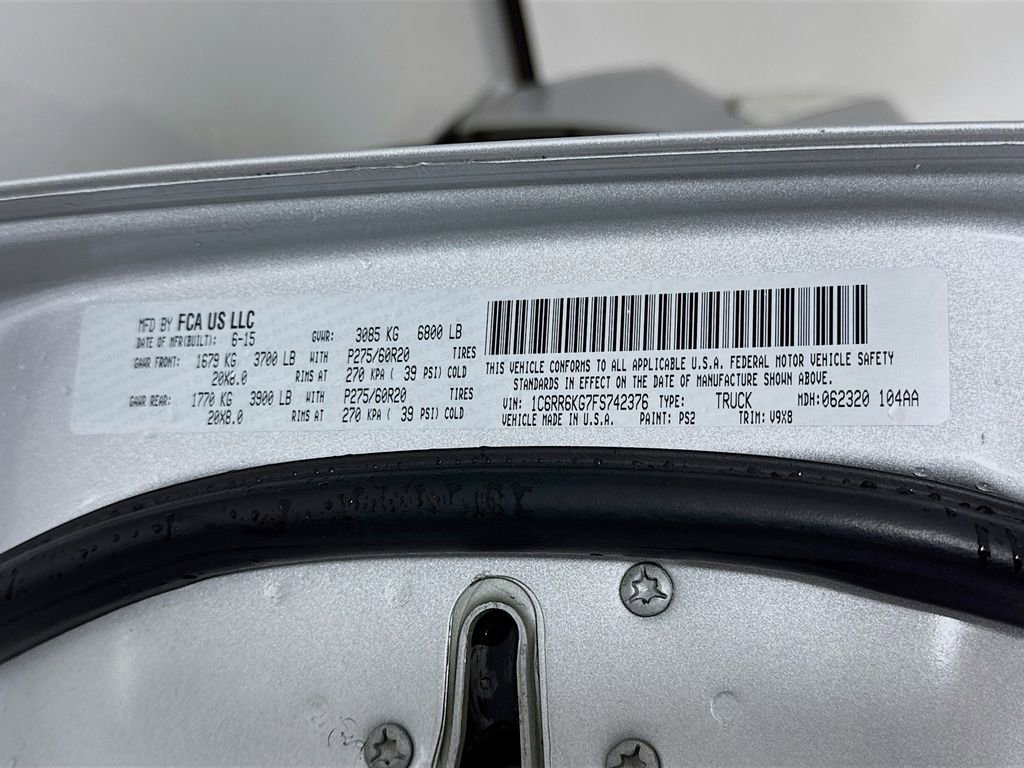 MFD BY FCA US LLC
DATE OF MFR(BUILT): 6-15 GVWR: 3085 KG 6800 LB
GAWR FRONT: 1679 KG 3700 LB WITH P275/60R20 TIRES
20X8.0 RIMS AT 270 KPA ( 39 PSI) COLD
GAWR REAR: 1770 KG 3900 LB WITH P275/60R20 TIRES
20X8.0 RIMS AT 270 KPA ( 39 PSI) COLD
THIS VEHICLE CONFORMS TO ALL APPLICABLE U.S.A. FEDERAL MOTOR VEHICLE SAFETY
STANDARDS IN EFFECT ON THE DATE OF MANUFACTURE SHOWN ABOVE.
VIN: 1C6RR6KG7FS742376 TYPE: TRUCK MDH: 062320 104AA
VEHICLE MADE IN U.S.A. PAINT: PS2 TRIM: V9X8